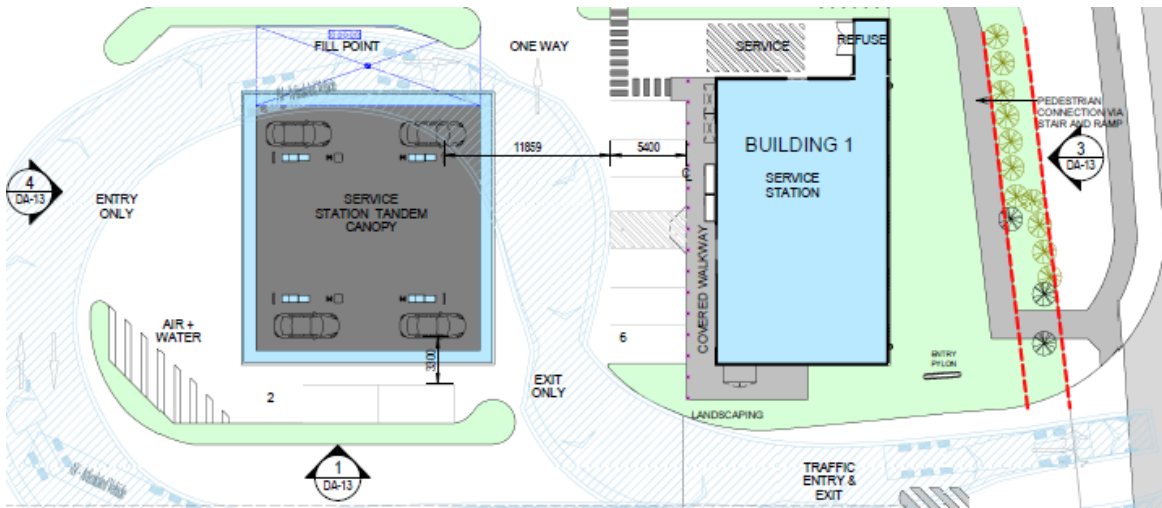 FILL POINT
ONE WAY
SERVICE
REFUSE
PEDESTRIAN
CONNECTION VIA
STAIR AND RAMP
3
DA-13
11859
5400
BUILDING 1
SERVICE
STATION
4
DA-13
ENTRY
ONLY
SERVICE
STATION TANDEM
CANOPY
COVERED WALKWAY
AIR +
WATER
3300
6
ENTRY
PYLON
2
EXIT
ONLY
LANDSCAPING
1
DA-13
TRAFFIC
ENTRY &
EXIT